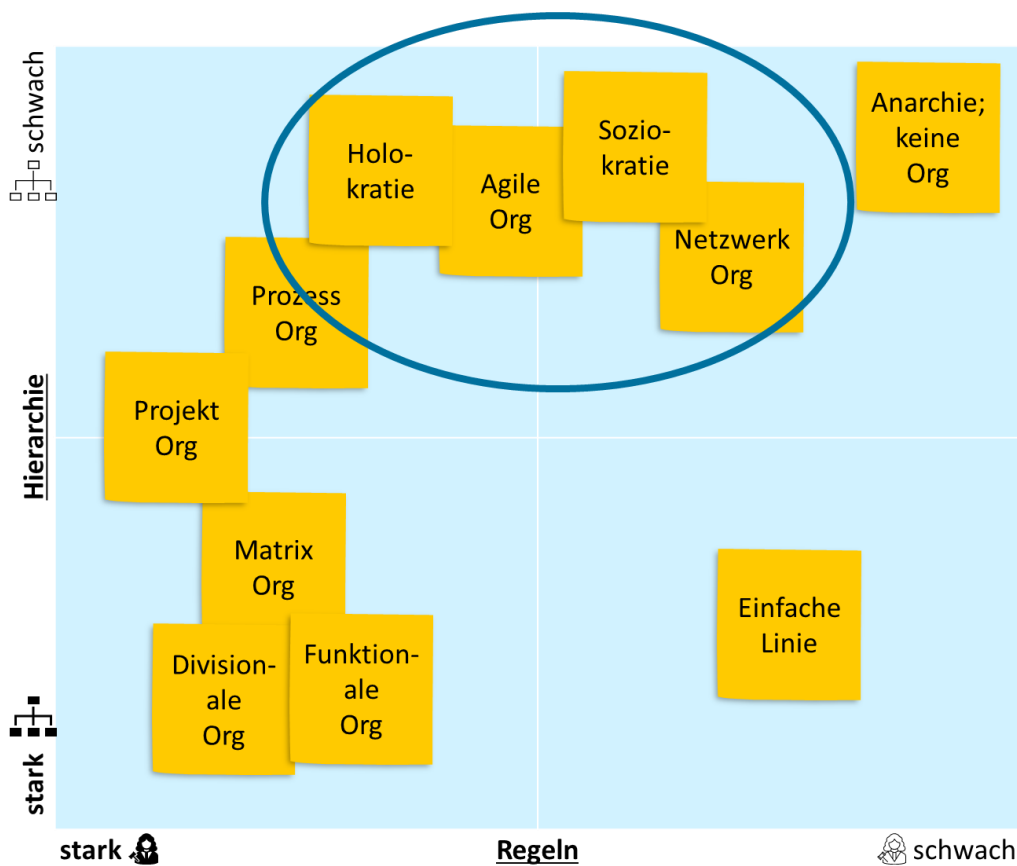 schwach
Hierarchie
stark
Holo-
kratie
Agile
Org
Sozio-
kratie
Netzwerk
Org
Anarchie;
keine
Org
Prozess
Org
Projekt
Org
Matrix
Org
Division-
ale
Org
Funktion-
ale
Org
Einfache
Linie
stark
Regeln
schwach